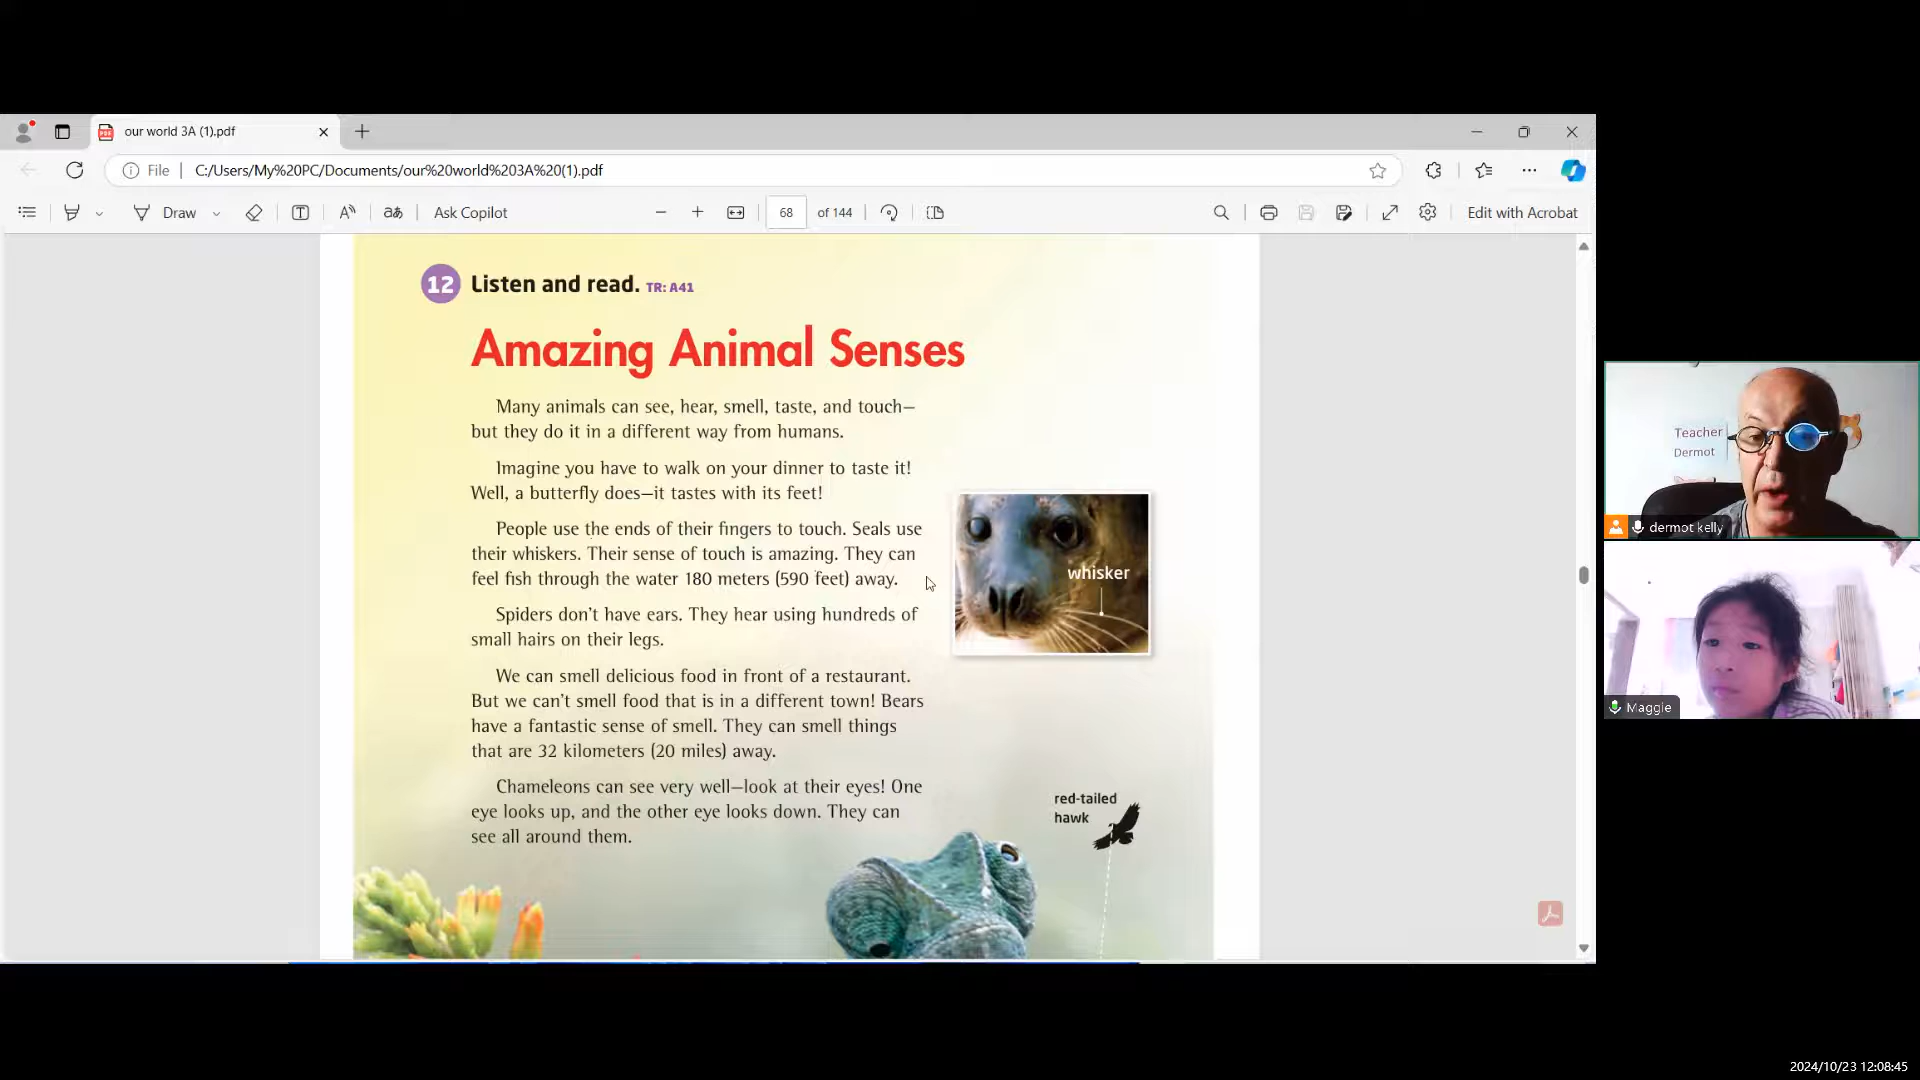 our world 3A (1).pdf
File
C:/Users/My%20PC/Documents/our%20world%203A%20(1).pdf
Draw
Ask Copilot
68 of 144
Edit with Acrobat
12 Listen and read. TR: A41
Amazing Animal Senses
Many animals can see, hear, smell, taste, and touch—
but they do it in a different way from humans.
Imagine you have to walk on your dinner to taste it!
Well, a butterfly does—it tastes with its feet!
People use the ends of their fingers to touch. Seals use
their whiskers. Their sense of touch is amazing. They can
feel fish through the water 180 meters (590 feet) away.
Spiders don't have ears. They hear using hundreds of
small hairs on their legs.
We can smell delicious food in front of a restaurant.
But we can't smell food that is in a different town! Bears
have a fantastic sense of smell. They can smell things
that are 32 kilometers (20 miles) away.
Chameleons can see very well—look at their eyes! One
eye looks up, and the other eye looks down. They can
see all around them.
whisker
red-tailed
hawk
Teacher
Dermot
dermot kelly
Maggie
2024/10/23 12:08:45